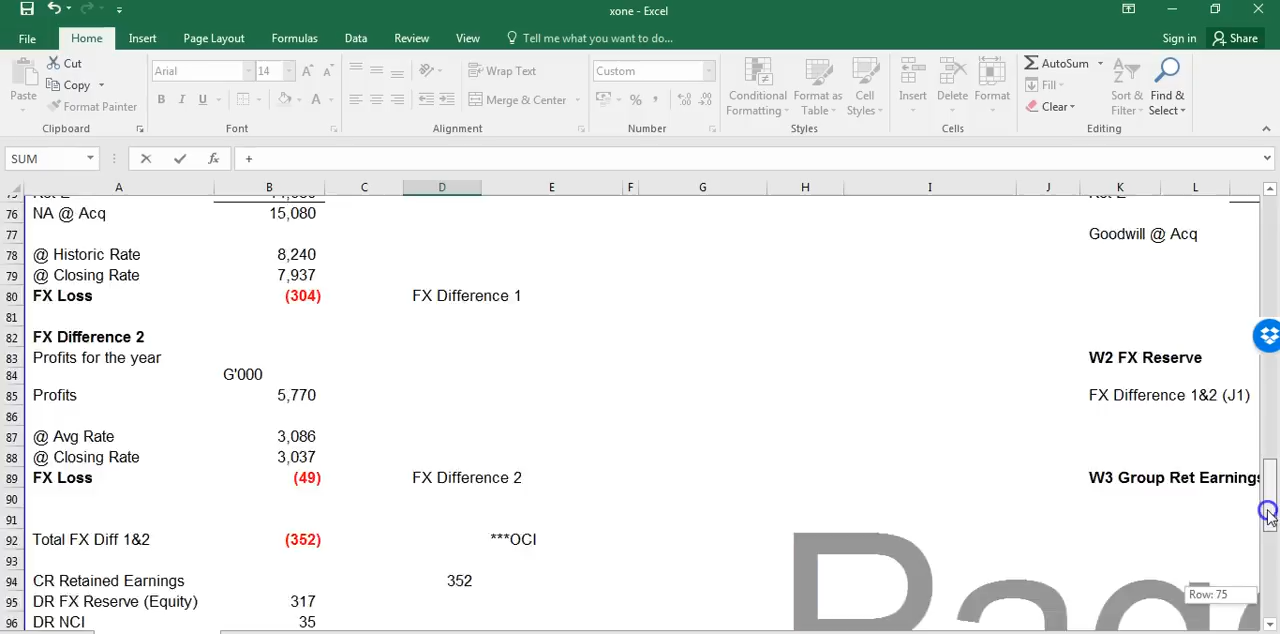 xone - Excel
File Home Insert Page Layout Formulas Data Review View Tell me what you want to do... Sign in Share
Paste Cut Copy Format Painter Clipboard
Arial 14 B I U A Font
Wrap Text Merge & Center Alignment
Custom % , Number
Conditional Formatting Format as Table Cell Styles Styles
Insert Delete Format Cells
AutoSum Fill Clear Sort & Filter Find & Select Editing
SUM fx +
A B C D E F G H I J K L
76 NA @ Acq 15,080
77 Goodwill @ Acq
78 @ Historic Rate 8,240
79 @ Closing Rate 7,937
80 FX Loss (304) FX Difference 1
81
82 FX Difference 2
83 Profits for the year W2 FX Reserve
84 G'000
85 Profits 5,770 FX Difference 1&2 (J1)
86
87 @ Avg Rate 3,086
88 @ Closing Rate 3,037
89 FX Loss (49) FX Difference 2 W3 Group Ret Earnings
90
91
92 Total FX Diff 1&2 (352) ***OCI
93
94 CR Retained Earnings 352
95 DR FX Reserve (Equity) 317
96 DR NCI 35
Row: 75